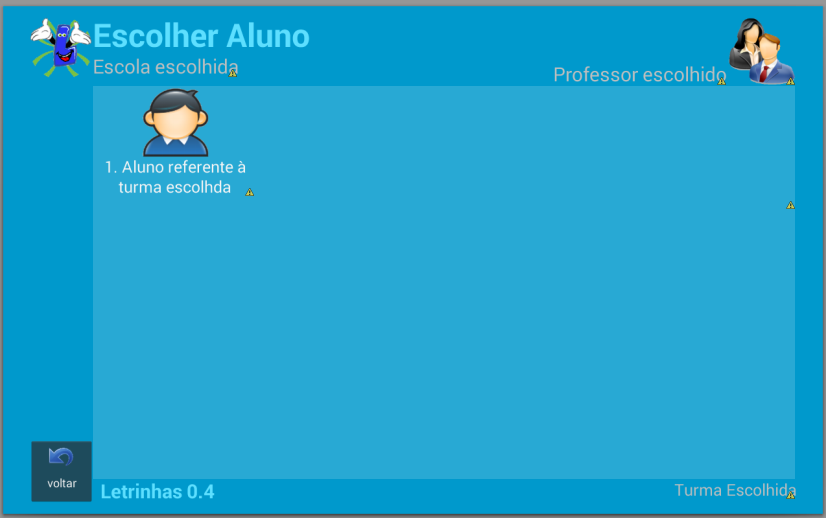 Escolher Aluno
Escola escolhida
Professor escolhido
1. Aluno referente à
turma escolhda
voltar
Letrinhas 0.4
Turma Escolhida